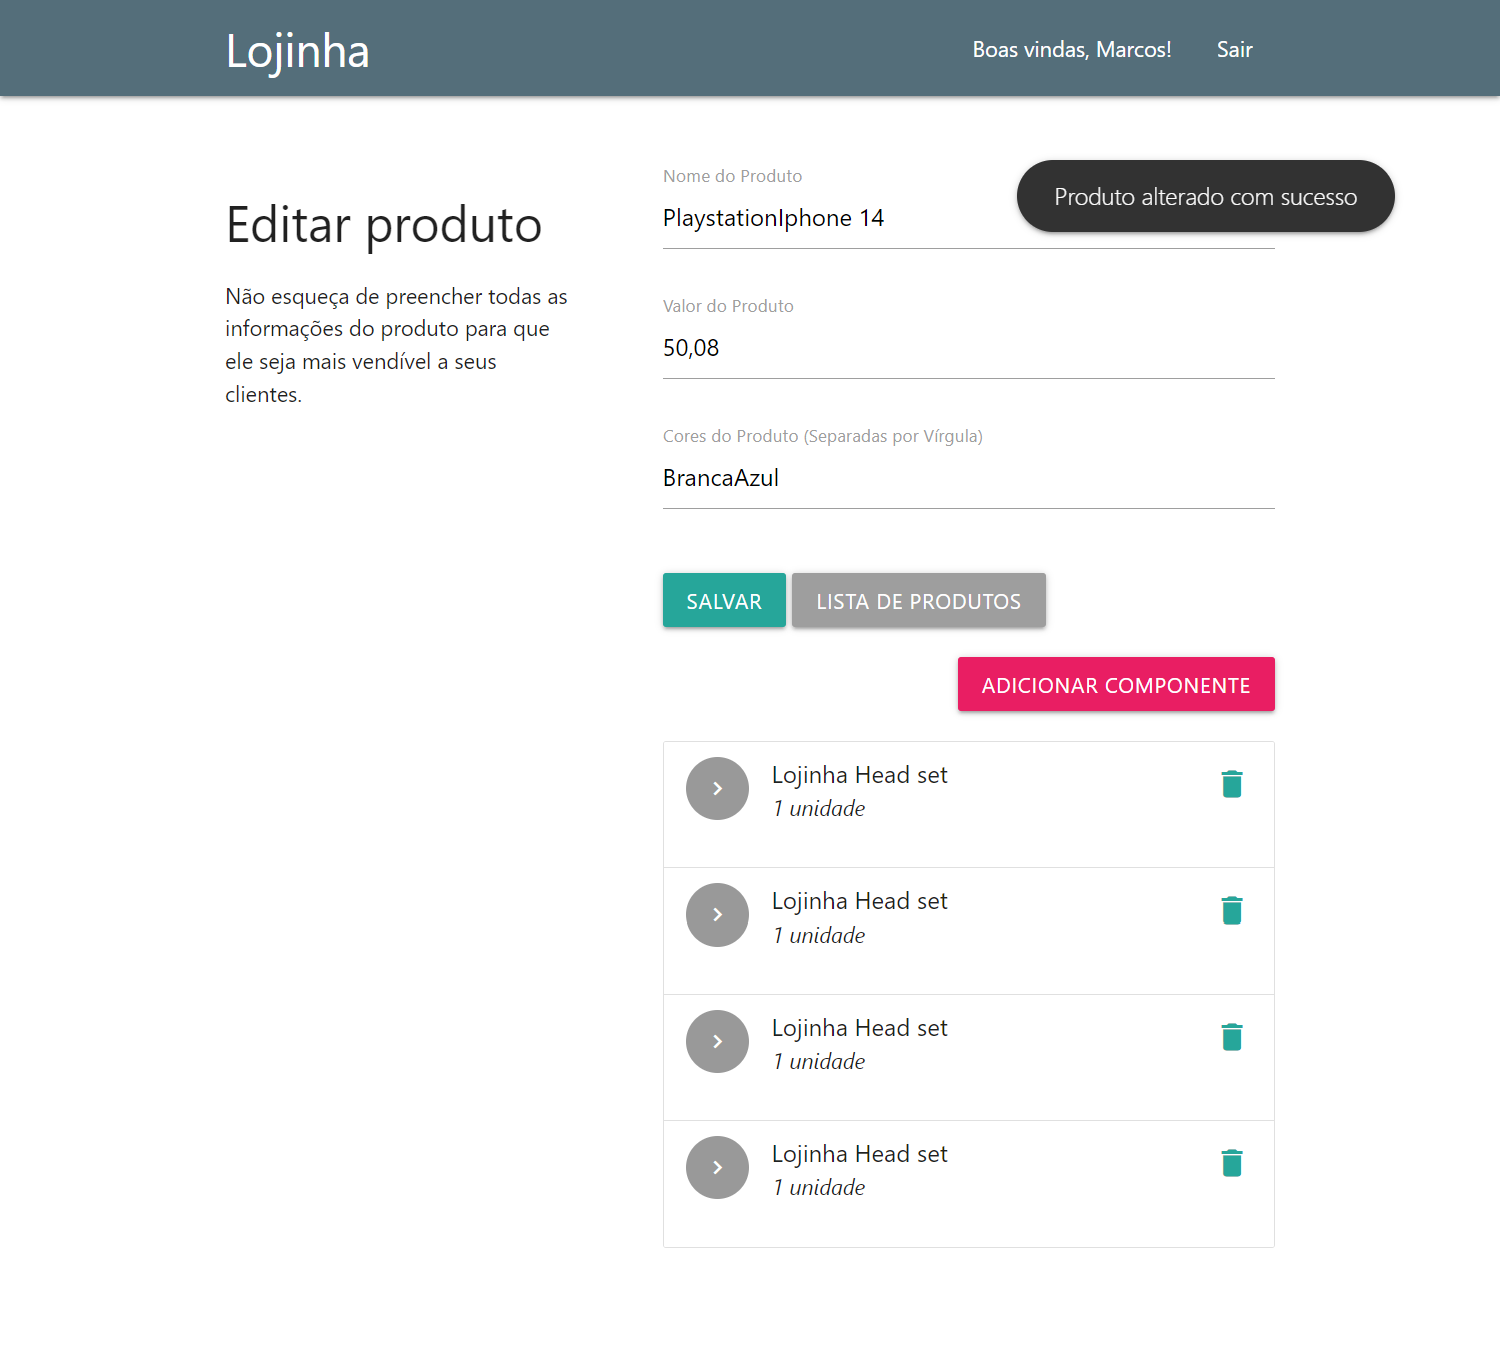 Lojinha
Boas vindas, Marcos!
Sair
Editar produto
Não esqueça de preencher todas as
informações do produto para que
ele seja mais vendível a seus
clientes.
Nome do Produto
PlaystationIphone 14
Produto alterado com sucesso
Valor do Produto
50,08
Cores do Produto (Separadas por Vírgula)
BrancaAzul
SALVAR
LISTA DE PRODUTOS
ADICIONAR COMPONENTE
Lojinha Head set
1 unidade
Lojinha Head set
1 unidade
Lojinha Head set
1 unidade
Lojinha Head set
1 unidade